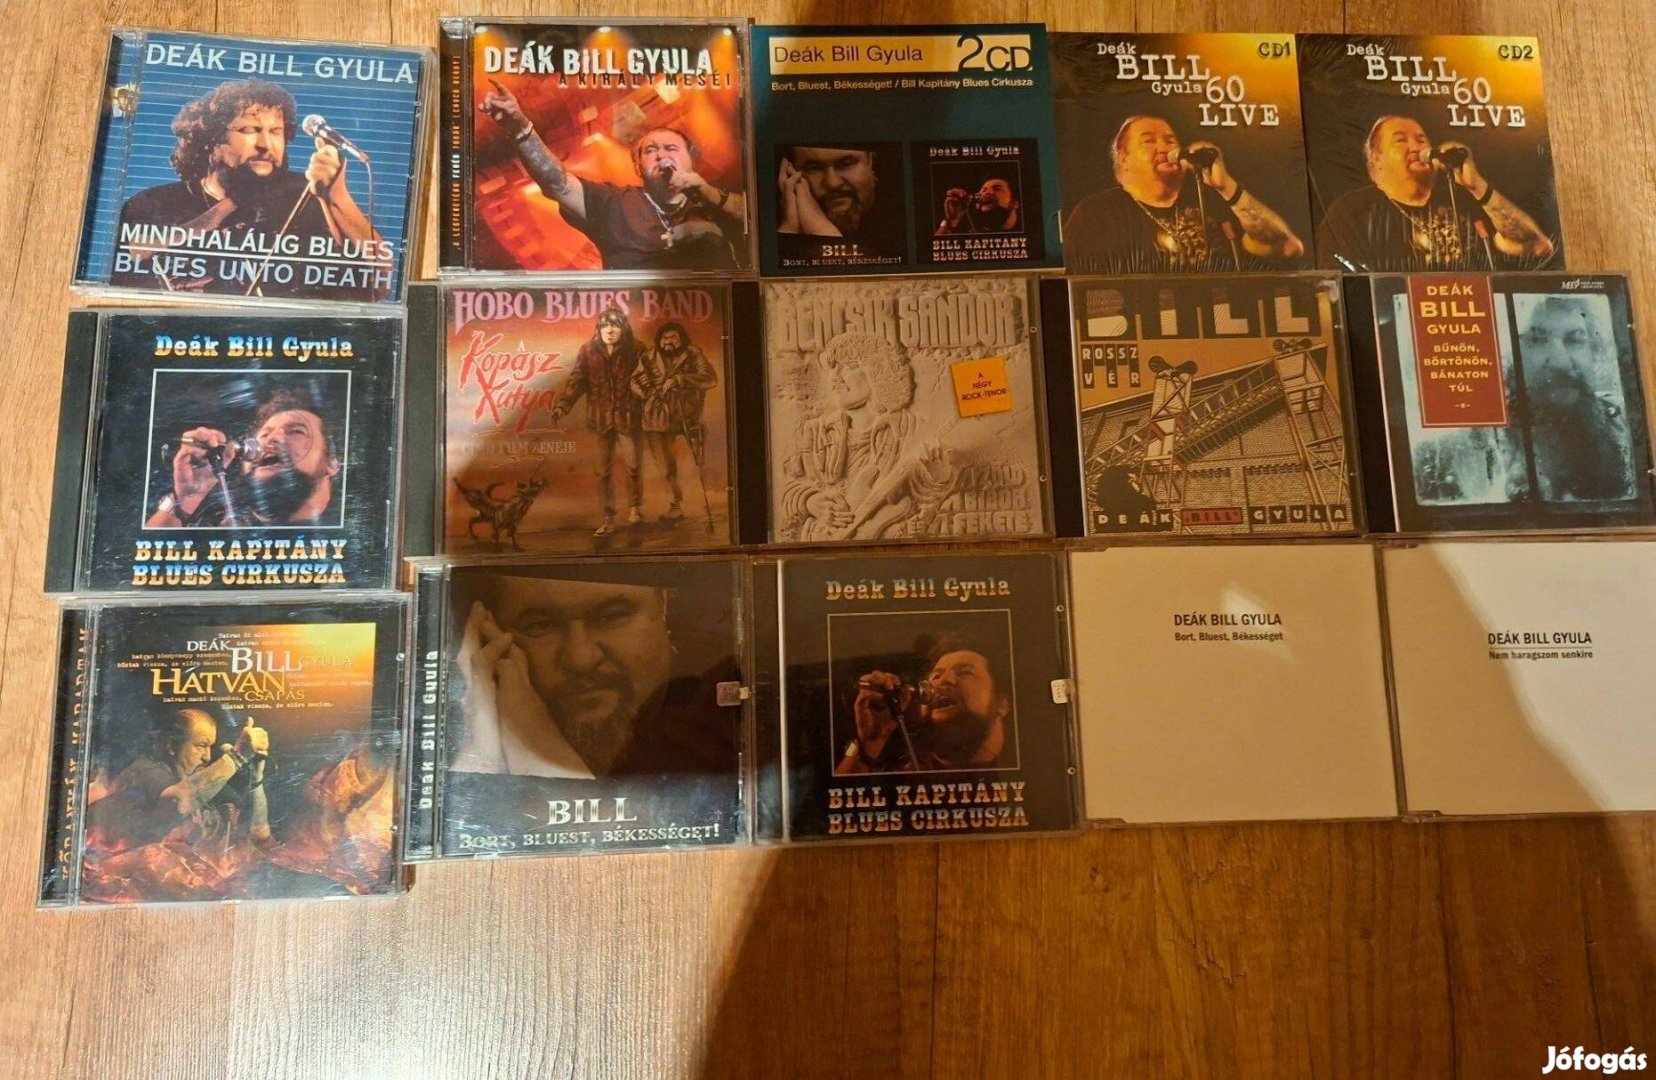 DEÁK BILL GYULA
MINDHALÁLIG BLUES
BLUES UNTO DEATH
DEÁK BILL GYULA
A KIRÁLY MESÉI
Deák Bill Gyula 2CD
Bort, Bluest, Békességet! / Bill Kapitány Blues Cirkusza
BILL
BORT, BLUEST, BÉKESSÉGET!
Deák Bill Gyula
BILL KAPITÁNY
BLUES CIRKUSZA
Deák
BILL
Gyula 60
LIVE
CD1
Deák
BILL
Gyula 60
LIVE
CD2
Deák Bill Gyula
BILL KAPITÁNY
BLUES CIRKUSZA
HOBO BLUES BAND
A
Kopasz
Kutya
BENCSIK SÁNDOR
A
NÉGY
ROCK-TENOR
BILL
ROSSZ
VÉR
DEÁK "BILL" GYULA
DEÁK
BILL
GYULA
BŰNÖN,
BÖRTÖNÖN,
BÁNATON
TÚL
DEÁK
BILL GYULA
HATVAN
CSAPÁS
Deák Bill Gyula
BILL
BORT, BLUEST, BÉKESSÉGET!
Deák Bill Gyula
BILL KAPITÁNY
BLUES CIRKUSZA
DEÁK BILL GYULA
Bort, Bluest, Békességet
DEÁK BILL GYULA
Nem haragszom senkire
Jófogás